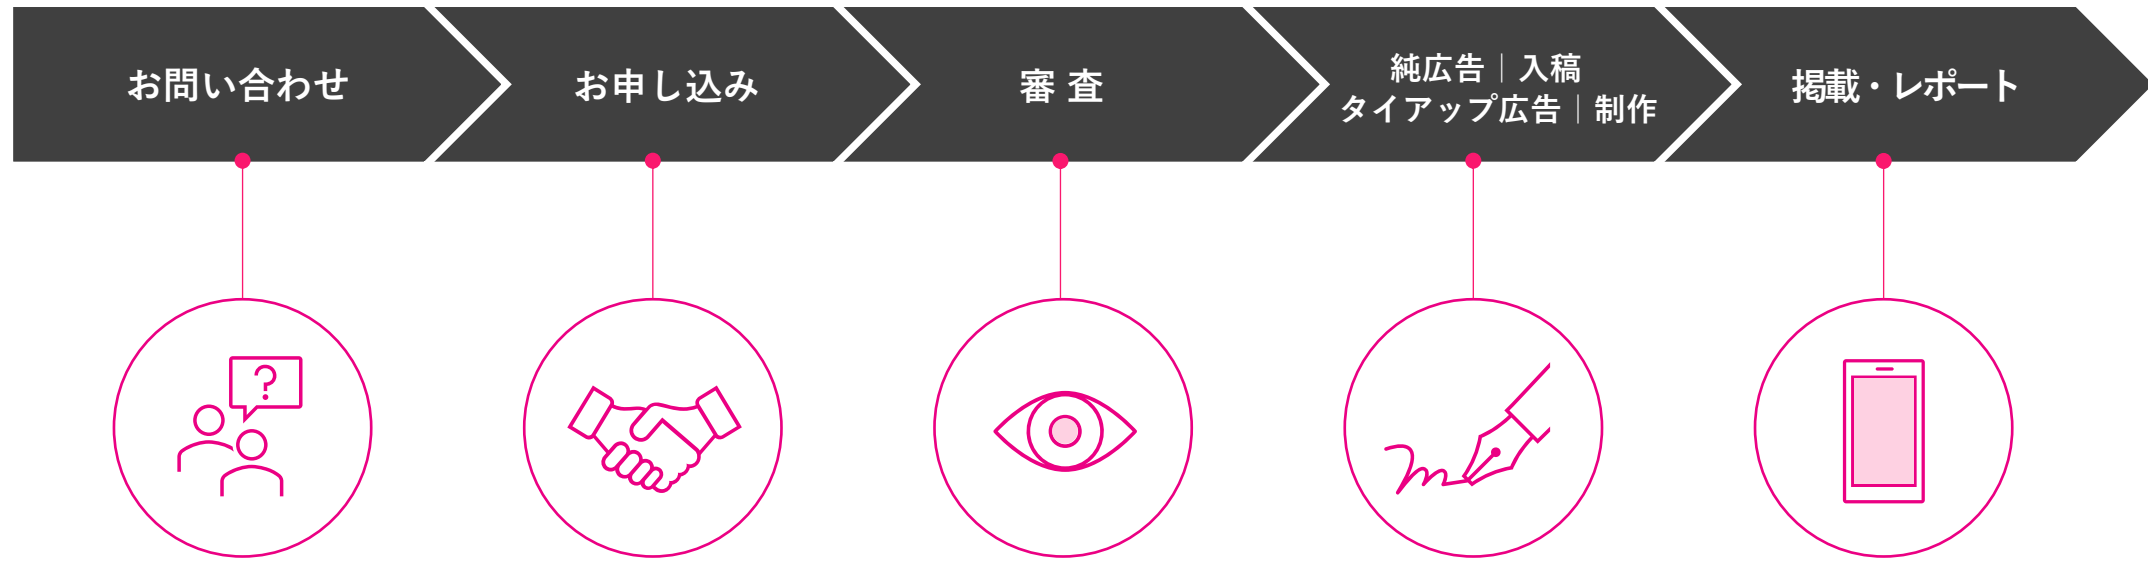 お問い合わせ
お申し込み
審査
純広告｜入稿
タイアップ広告｜制作
掲載・レポート
?